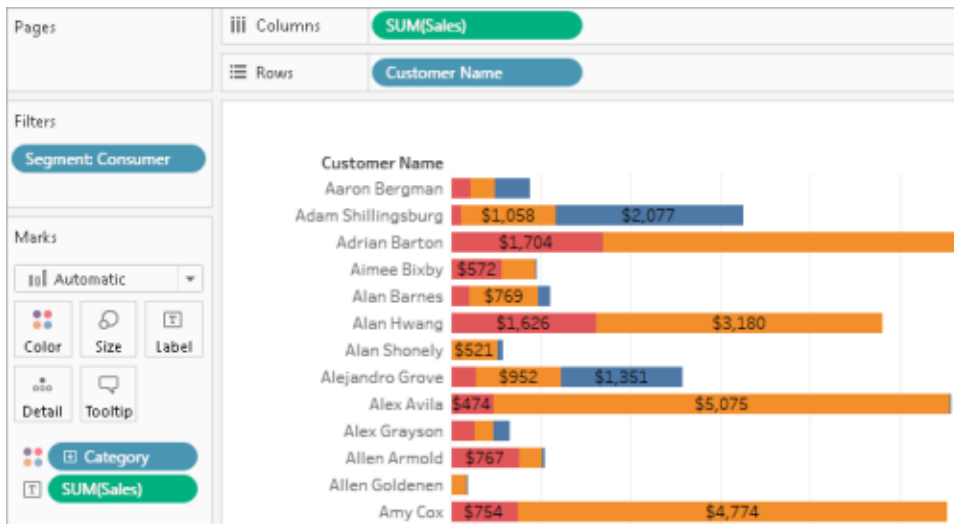 Pages
Columns
SUM(Sales)
Rows
Customer Name
Filters
Segment: Consumer
Marks
Automatic
Color
Size
Label
Detail
Tooltip
Category
SUM(Sales)
Customer Name
Aaron Bergman
Adam Shillingsburg $1,058 $2,077
Adrian Barton $1,704
Aimee Bixby $572
Alan Barnes $769
Alan Hwang $1,626 $3,180
Alan Shonely $521
Alejandro Grove $952 $1,351
Alex Avila $474 $5,075
Alex Grayson
Allen Armold $767
Allen Goldenen
Amy Cox $754 $4,774